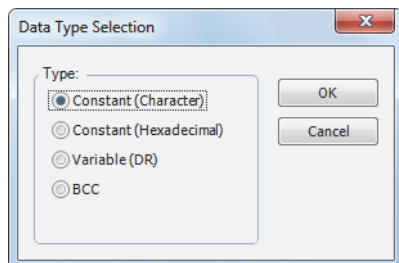 Data Type Selection
Type:
Constant (Character)
Constant (Hexadecimal)
Variable (DR)
BCC
OK
Cancel